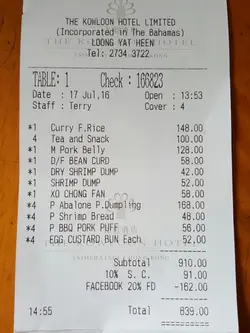 THE KOWLOON HOTEL LIMITED
(Incorporated in The Bahamas)
LOONG YAT HEEN
Tel: 2734 3722
TABLE: 1 Check : 166823
Date : 17 Jul,16 Open : 13:53
Staff : Terry Cover : 4
*1 Curry F.Rice 148.00
4 Tea and Snack 100.00
*1 M Pork Belly 128.00
*1 D/F BEAN CURD 58.00
*1 DRY SHRIMP DUMP 42.00
*1 SHRIMP DUMP 52.00
*1 XO CHONG FAN 58.00
*4 P Abalone P.Dumpling 168.00
*4 P Shrimp Bread 48.00
*4 P BBQ PORK PUFF 56.00
*4 EGG CUSTARD BUN Each 52.00
Subtotal 910.00
10% S. C. 91.00
FACEBOOK 20% FD -162.00
14:55 Total 839.00